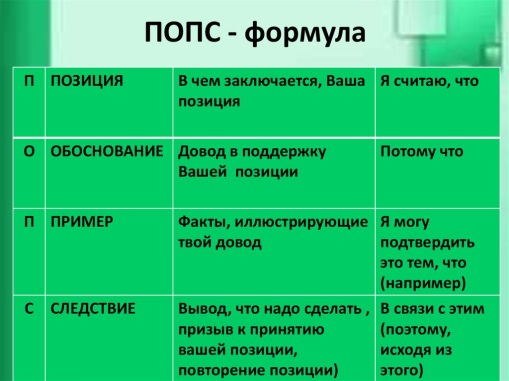 ПОПС - формула
П ПОЗИЦИЯ В чем заключается, Ваша Я считаю, что
позиция
О ОБОСНОВАНИЕ Довод в поддержку Потому что
Вашей позиции
П ПРИМЕР Факты, иллюстрирующие Я могу
твой довод подтвердить
это тем, что
(например)
С СЛЕДСТВИЕ Вывод, что надо сделать , В связи с этим
призыв к принятию (поэтому,
вашей позиции, исходя из
повторение позиции) этого)